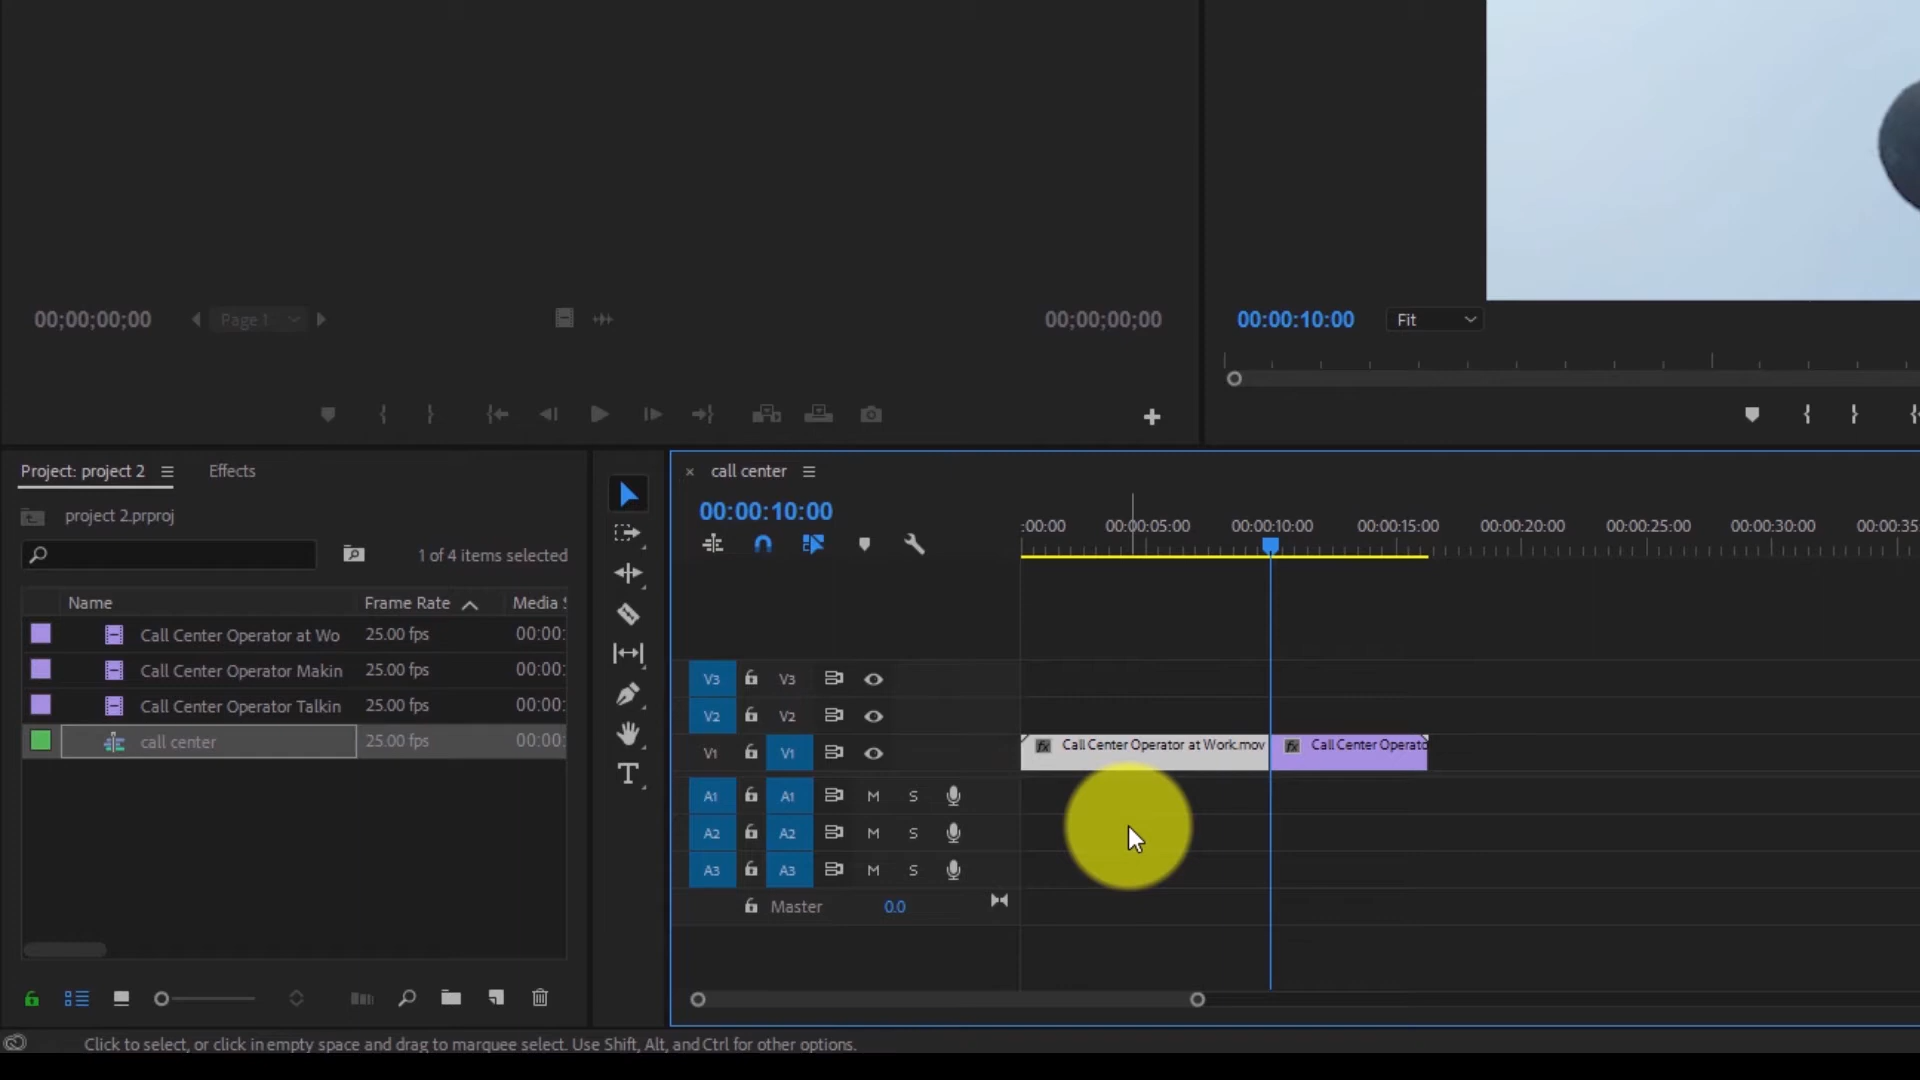 00;00;00;00
Page 1
00;00;00;00
00:00:10:00
Fit
Project: project 2
Effects
project 2.prproj
1 of 4 items selected
Name
Frame Rate
Media
Call Center Operator at Wo
25.00 fps
00:00:
Call Center Operator Makin
25.00 fps
00:00:
Call Center Operator Talkin
25.00 fps
00:00:
call center
25.00 fps
00:00:
call center
00:00:10:00
:00:00
00:00:05:00
00:00:10:00
00:00:15:00
00:00:20:00
00:00:25:00
00:00:30:00
00:00:35
V3
V3
V2
V2
V1
V1
fx
Call Center Operator at Work.mov
fx
Call Center Operato
A1
A1
M
S
A2
A2
M
S
A3
A3
M
S
Master
0.0
Click to select, or click in empty space and drag to marquee select. Use Shift, Alt, and Ctrl for other options.